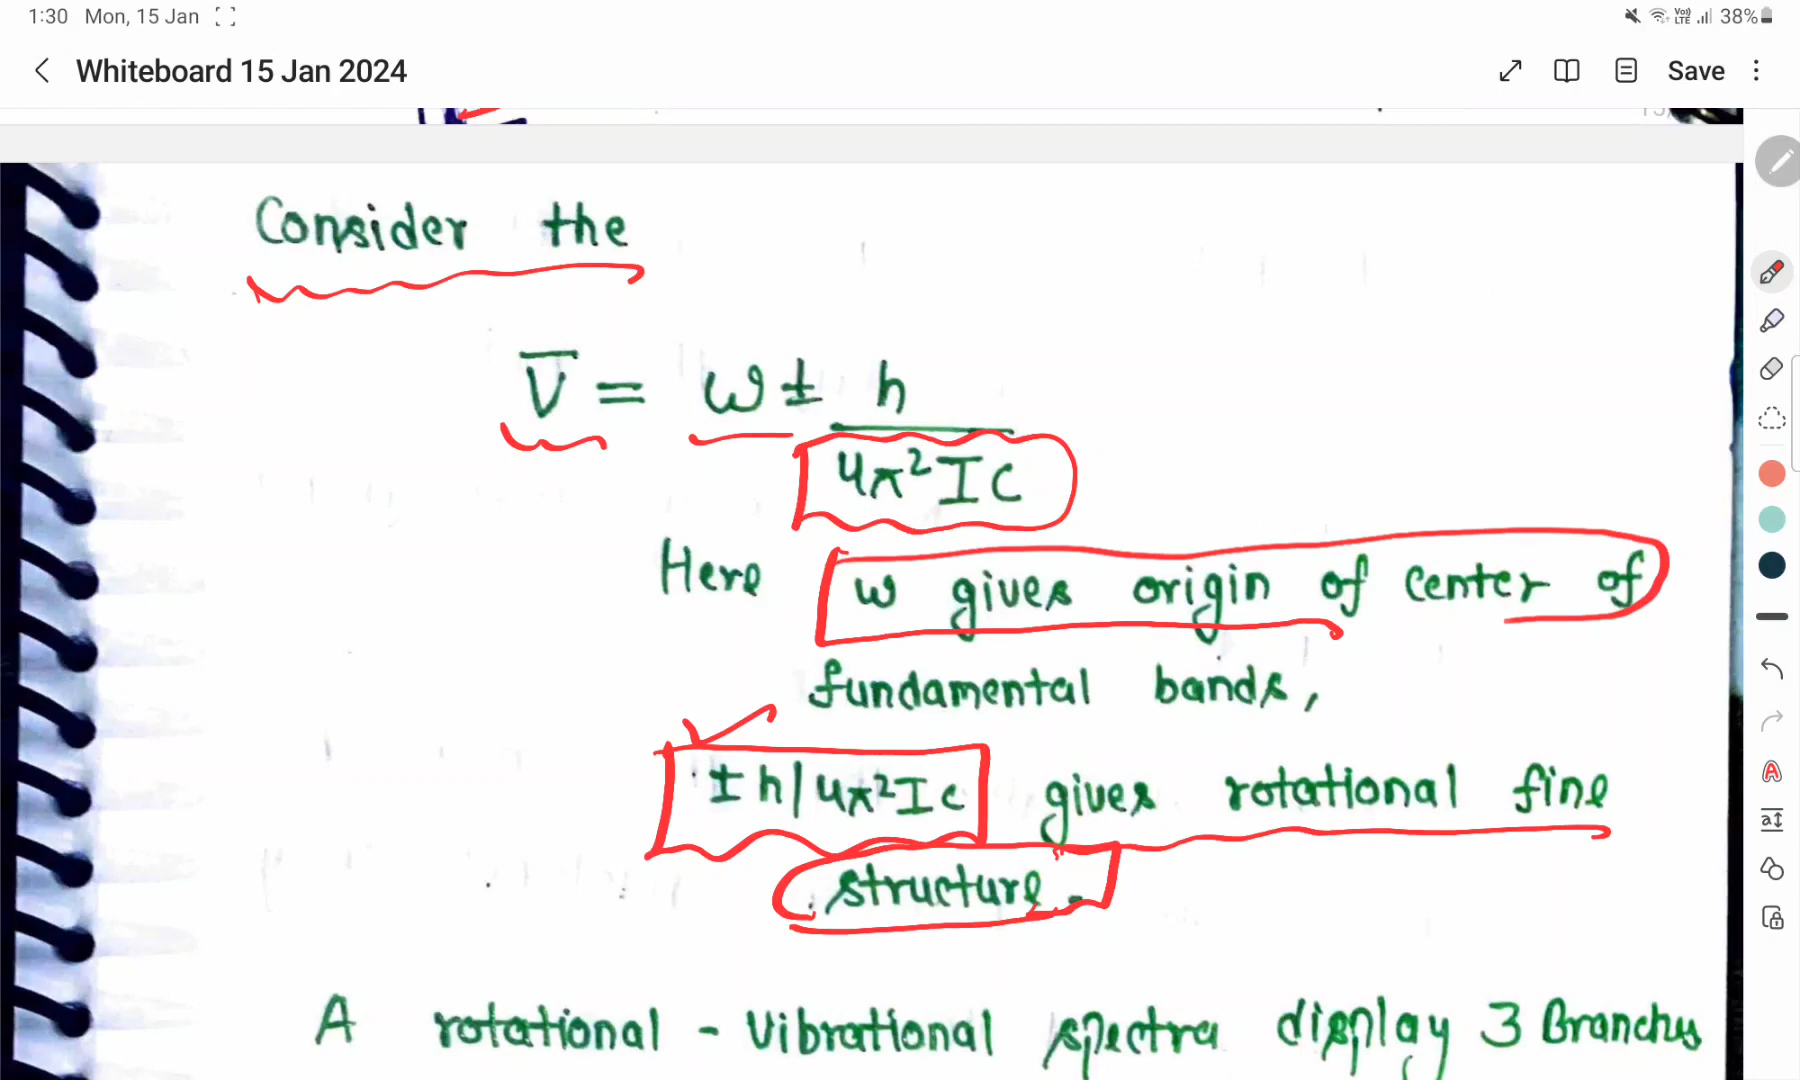 1:30 Mon, 15 Jan 38%
Whiteboard 15 Jan 2024 Save
Consider the
V̅ = ω ± h
4π²IC
Here ω gives origin of center of
fundamental bands,
± h/4π²Ic gives rotational fine
structure.
A rotational - vibrational spectra display 3 Branchs